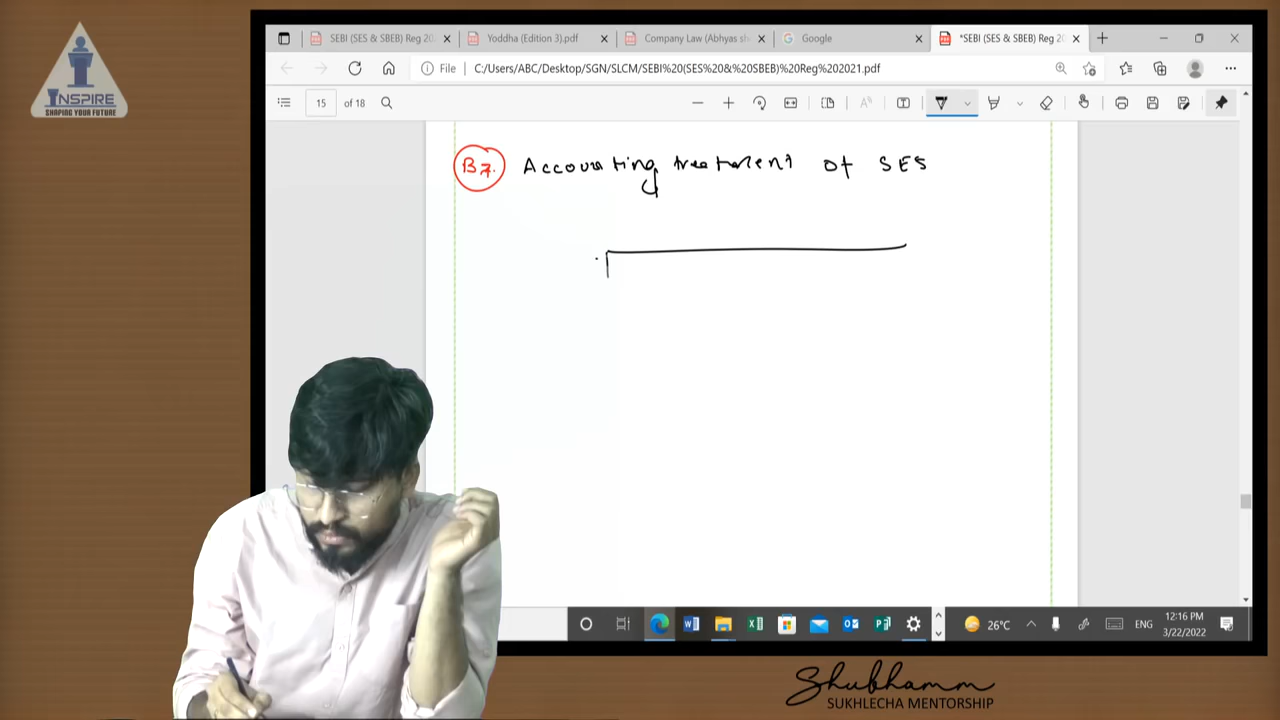 INSPIRE
SHAPING YOUR FUTURE
SEBI (SES & SBEB) Reg 20
Yoddha (Edition 3).pdf
Company Law (Abhyas sh
Google
*SEBI (SES & SBEB) Reg 2
File
C:/Users/ABC/Desktop/SGN/SLCM/SEBI%20(SES%20&%20SBEB)%20Reg%202021.pdf
15 of 18
B7. Accounting treatment of SES
26°C
ENG
12:16 PM
3/22/2022
Shubhamm
SUKHLECHA MENTORSHIP